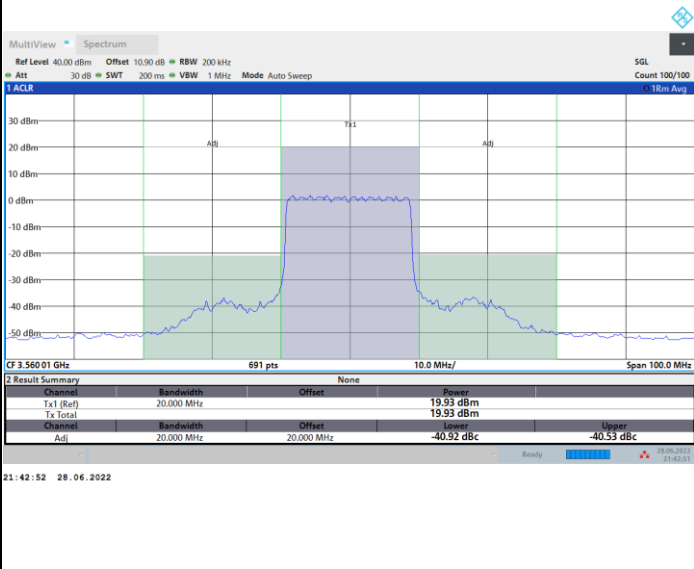 MultiView Spectrum
Ref Level 40.00 dBm Offset 10.90 dB RBW 200 kHz SGL
Att 30 dB SWT 200 ms VBW 1 MHz Mode Auto Sweep Count 100/100
1 ACLR 1Rm Avg
30 dBm
Tx1
20 dBm
Adj Adj
10 dBm
0 dBm
-10 dBm
-20 dBm
-30 dBm
-40 dBm
-50 dBm
CF 3.56001 GHz 691 pts 10.0 MHz/ Span 100.0 MHz
2 Result Summary None
Channel Bandwidth Offset Power
Tx1 (Ref) 20.000 MHz 19.93 dBm
Tx Total 19.93 dBm
Channel Bandwidth Offset Lower Upper
Adj 20.000 MHz 20.000 MHz -40.92 dBc -40.53 dBc
Ready 28.06.2022
21:42:51
21:42:52 28.06.2022